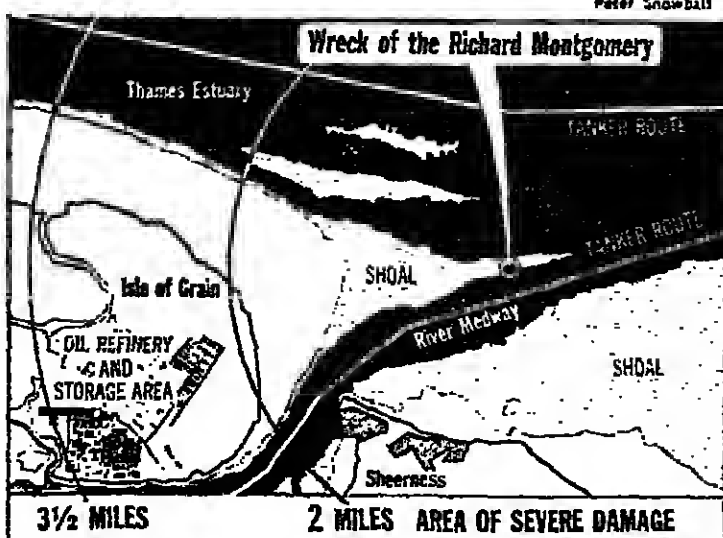 Peter Snowball
Wreck of the Richard Montgomery
Thames Estuary
TANKER ROUTE
TANKER ROUTE
Isle of Grain
SHOAL
River Medway
OIL REFINERY
AND
STORAGE AREA
SHOAL
Sheerness
3½ MILES
2 MILES AREA OF SEVERE DAMAGE